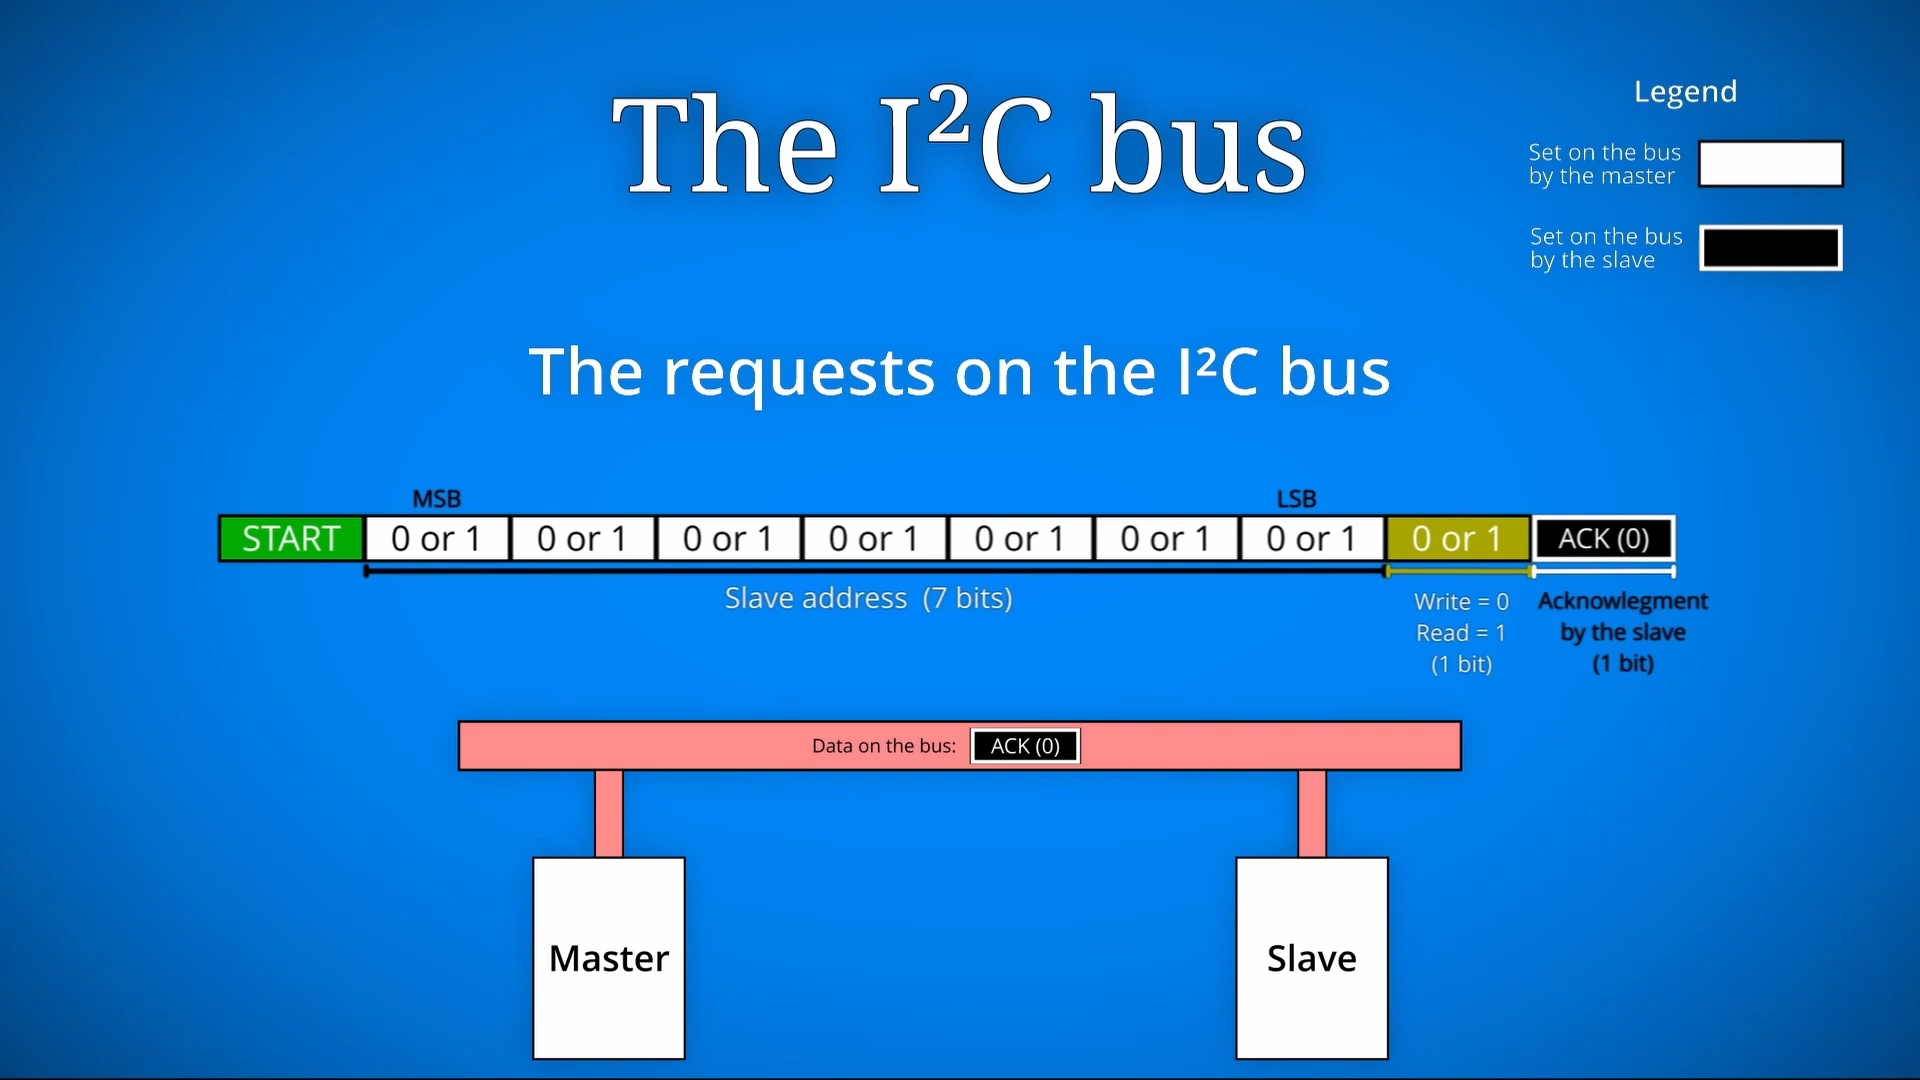 The I²C bus
Legend
Set on the bus
by the master
Set on the bus
by the slave
The requests on the I²C bus
MSB LSB
START 0 or 1 0 or 1 0 or 1 0 or 1 0 or 1 0 or 1 0 or 1 0 or 1 ACK (0)
Slave address (7 bits)
Write = 0
Read = 1
(1 bit)
Acknowlegment
by the slave
(1 bit)
Data on the bus: ACK (0)
Master
Slave